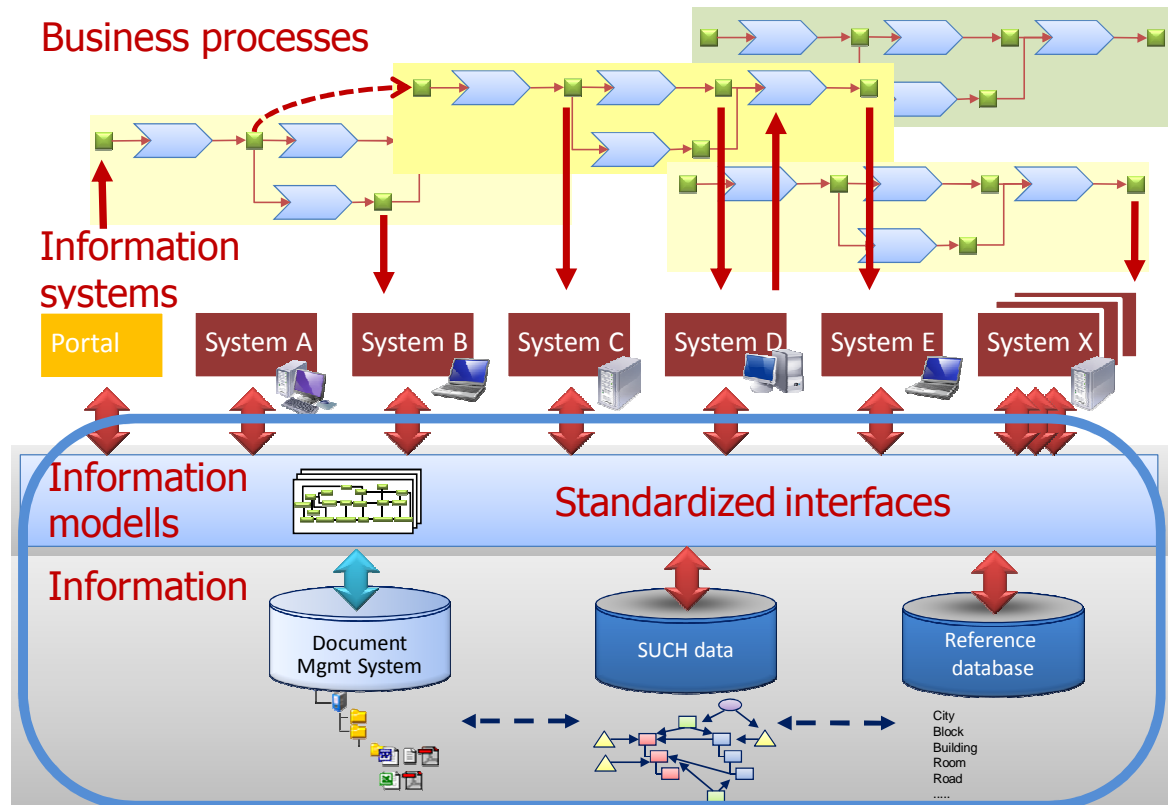 Business processes
Information
systems
Portal
System A
System B
System C
System D
System E
System X
Information
modells
Standardized interfaces
Information
Document
Mgmt System
SUCH data
Reference
database
City
Block
Building
Room
Road
.....